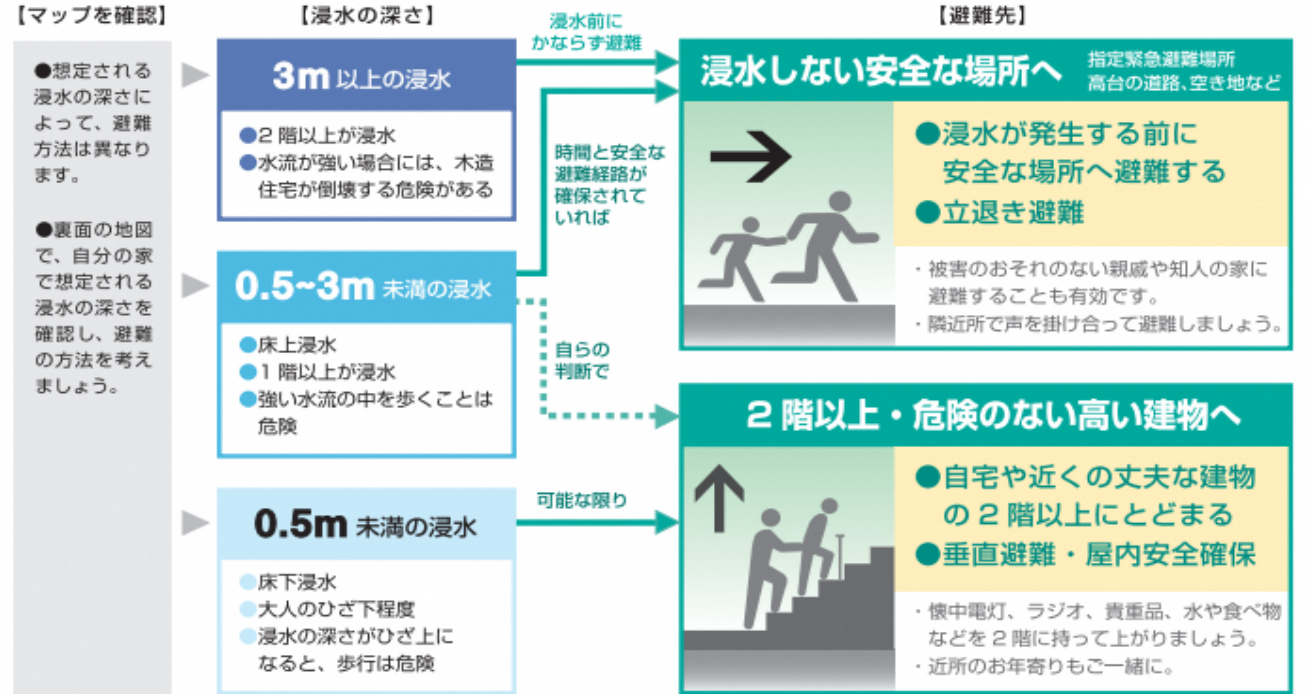 【マップを確認】
●想定される
浸水の深さに
よって、避難
方法は異なり
ます。
●裏面の地図
で、自分の家
で想定される
浸水の深さを
確認し、避難
の方法を考え
ましょう。
【浸水の深さ】
3m 以上の浸水
●2 階以上が浸水
●水流が強い場合には、木造
住宅が倒壊する危険がある
0.5~3m 未満の浸水
●床上浸水
●1 階以上が浸水
●強い水流の中を歩くことは
危険
0.5m 未満の浸水
●床下浸水
●大人のひざ下程度
●浸水の深さがひざ上に
なると、歩行は危険
浸水前に
かならず避難
時間と安全な
避難経路が
確保されて
いれば
自らの
判断で
可能な限り
【避難先】
浸水しない安全な場所へ
指定緊急避難場所
高台の道路、空き地など
●浸水が発生する前に
安全な場所へ避難する
●立退き避難
・被害のおそれのない親戚や知人の家に
避難することも有効です。
・隣近所で声を掛け合って避難しましょう。
2 階以上・危険のない高い建物へ
●自宅や近くの丈夫な建物
の 2 階以上にとどまる
●垂直避難・屋内安全確保
・懐中電灯、ラジオ、貴重品、水や食べ物
などを 2 階に持って上がりましょう。
・近所のお年寄りもご一緒に。